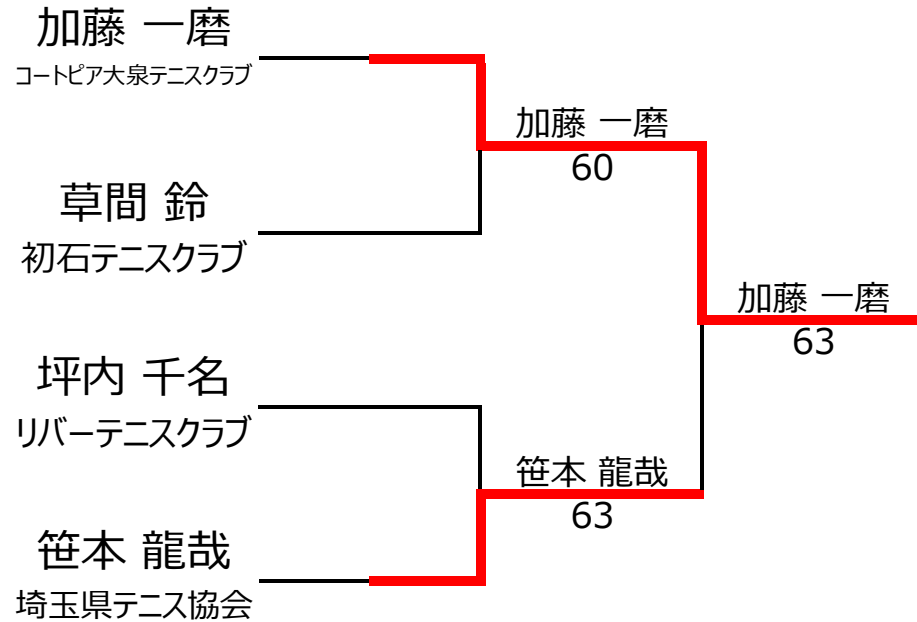 加藤 一磨
コートピア大泉テニスクラブ
加藤 一磨
60
草間 鈴
初石テニスクラブ
加藤 一磨
63
坪内 千名
リバーテニスクラブ
笹本 龍哉
63
笹本 龍哉
埼玉県テニス協会